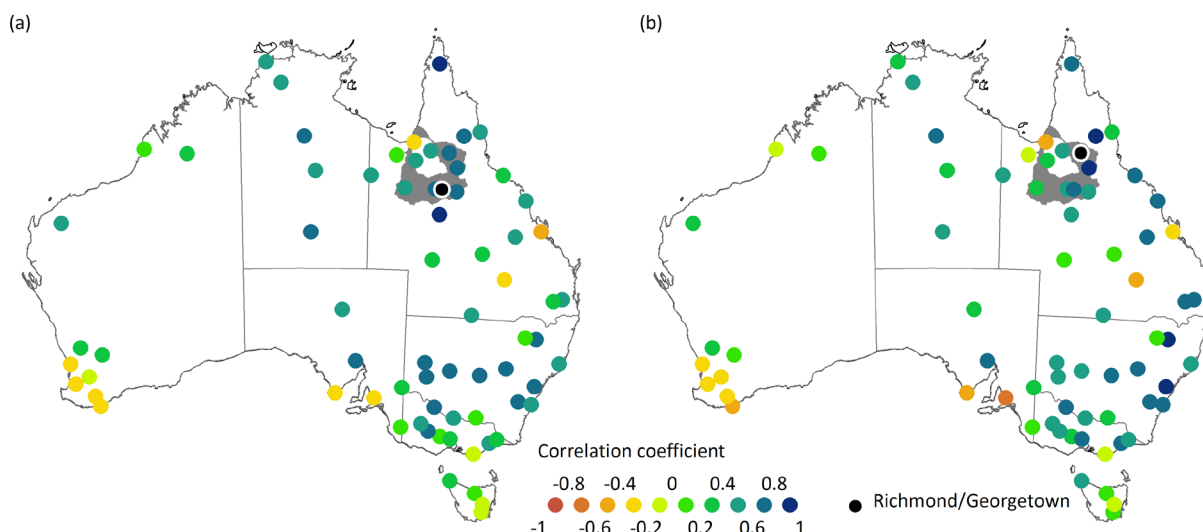 (a)
(b)
Correlation coefficient
-0.8 -0.4 0 0.4 0.8
-1 -0.6 -0.2 0.2 0.6 1
Richmond/Georgetown